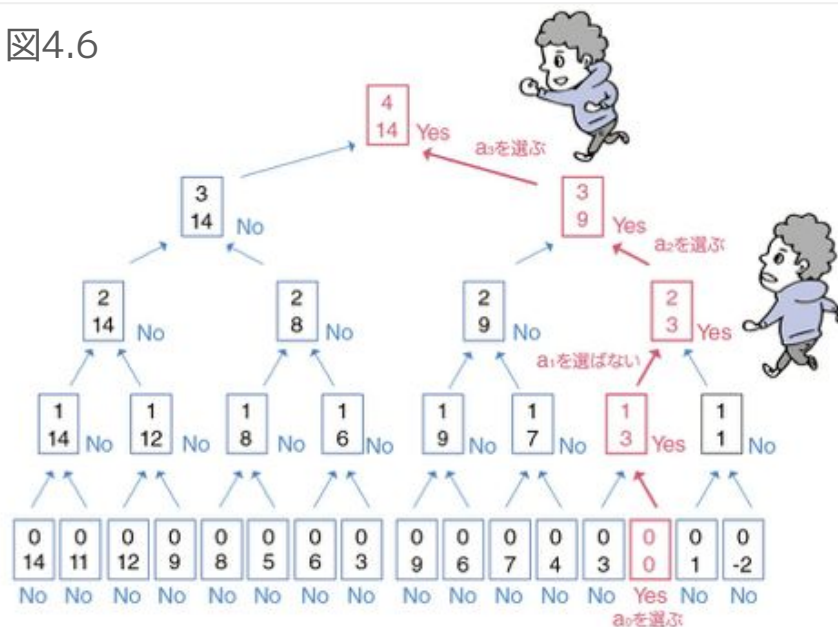 図4.6
4
14 Yes
a₃を選ぶ
3 3
14 No 9 Yes
a₂を選ぶ
2 2 2 2
14 No 8 No 9 No 3 Yes
a₁を選ばない
1 1 1 1 1 1 1 1
14 No 12 No 8 No 6 No 9 No 7 No 3 Yes 1 No
0 0 0 0 0 0 0 0 0 0 0 0 0 0 0 0
14 11 12 9 8 5 6 3 9 6 7 4 3 0 1 -2
No No No No No No No No No No No No No Yes No No
a₀を選ぶ